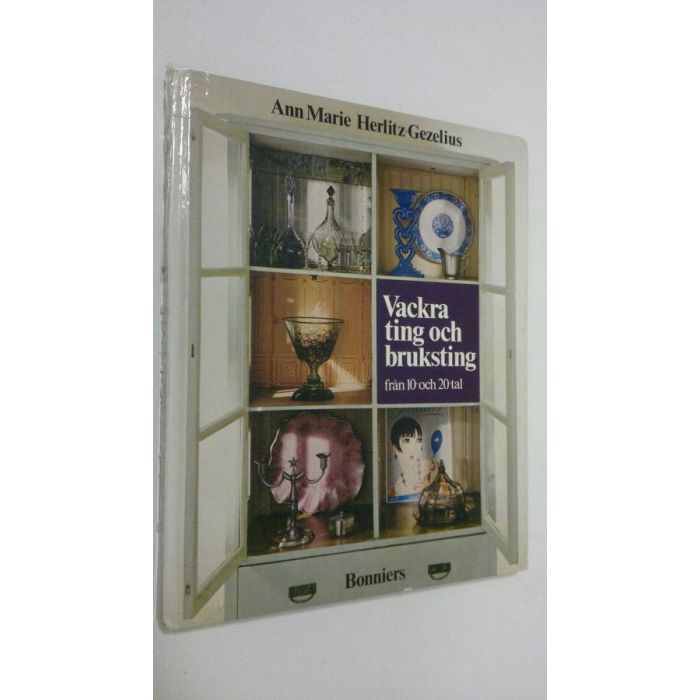 Ann Marie Herlitz-Gezelius
Vackra
ting och
bruksting
från 10-och 20-tal
Bonniers